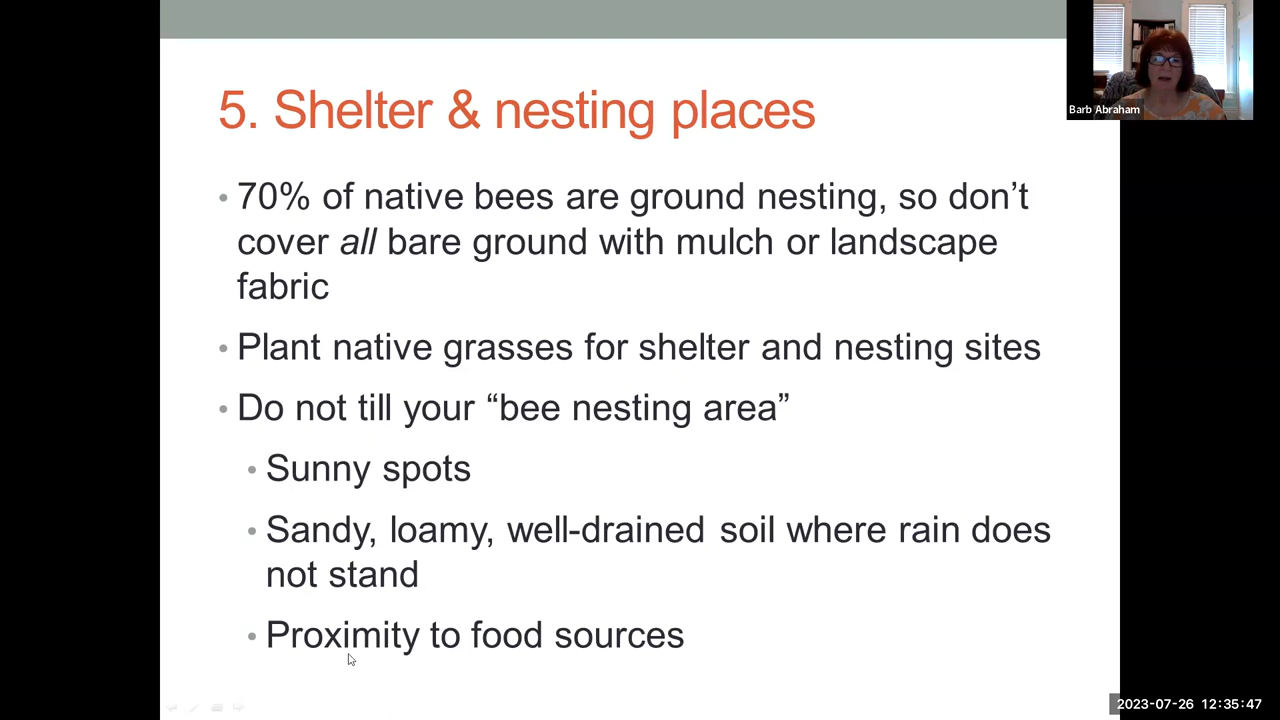 5. Shelter & nesting places
• 70% of native bees are ground nesting, so don’t
cover all bare ground with mulch or landscape
fabric
• Plant native grasses for shelter and nesting sites
• Do not till your “bee nesting area”
• Sunny spots
• Sandy, loamy, well-drained soil where rain does
not stand
• Proximity to food sources
Barb Abraham
2023-07-26 12:35:47